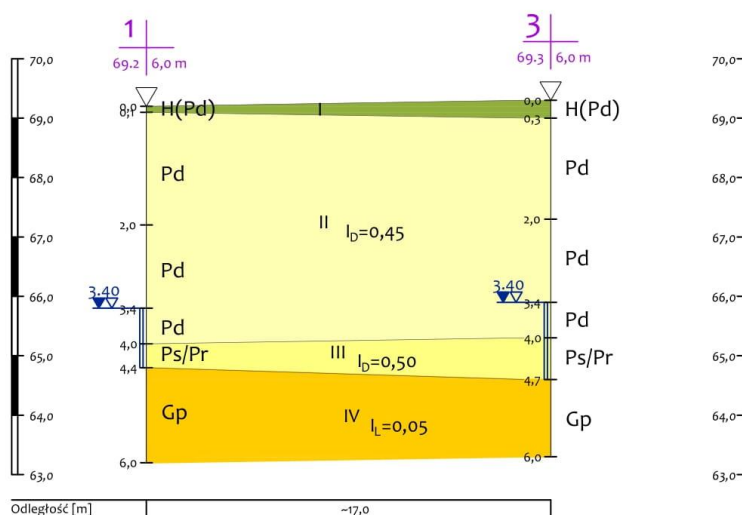 1
69.2 6,0 m
3
69.3 6,0 m
70,0
69,0
68,0
67,0
66,0
65,0
64,0
63,0
0,0
0,1
H(Pd)
I
Pd
2,0
II
I_D=0,45
Pd
3.40
3,4
Pd
4,0
Ps/Pr
III
I_D=0,50
4,4
Gp
IV
I_L=0,05
6,0
0,0
H(Pd)
0,3
Pd
2,0
Pd
3.40
3,4
Pd
4,0
Ps/Pr
4,7
Gp
6,0
70,0
69,0
68,0
67,0
66,0
65,0
64,0
63,0
Odległość [m]
~17,0